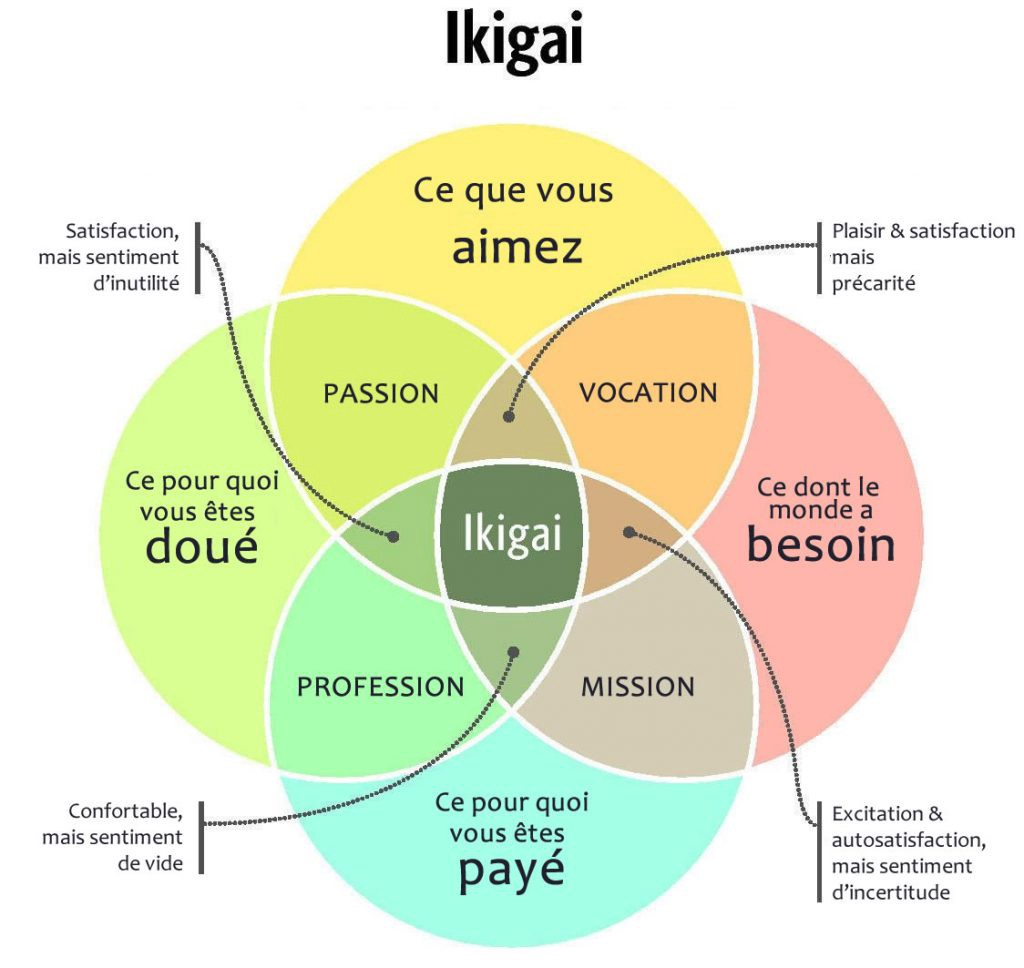 Ikigai
Ce que vous
aimez
Satisfaction,
mais sentiment
d'inutilité
Plaisir & satisfaction
mais
précarité
PASSION
VOCATION
Ce pour quoi
vous êtes
doué
Ikigai
Ce dont le
monde a
besoin
PROFESSION
MISSION
Ce pour quoi
vous êtes
payé
Confortable,
mais sentiment
de vide
Excitation &
autosatisfaction,
mais sentiment
d'incertitude